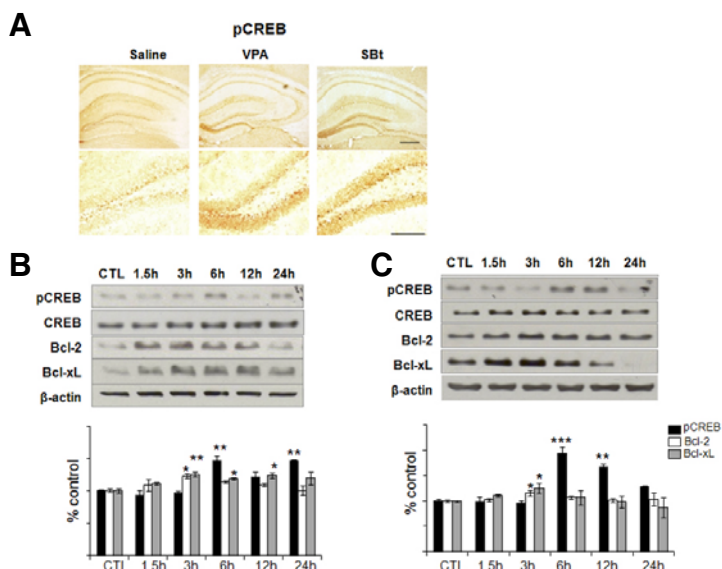 A
pCREB
Saline VPA SBt
B
CTL 1.5h 3h 6h 12h 24h
pCREB
CREB
Bcl-2
Bcl-xL
β-actin
% control
** ** * ** * * **
CTL 1.5h 3h 6h 12h 24h
C
CTL 1.5h 3h 6h 12h 24h
pCREB
CREB
Bcl-2
Bcl-xL
β-actin
% control
*** ** * *
pCREB
Bcl-2
Bcl-xL
CTL 1.5h 3h 6h 12h 24h